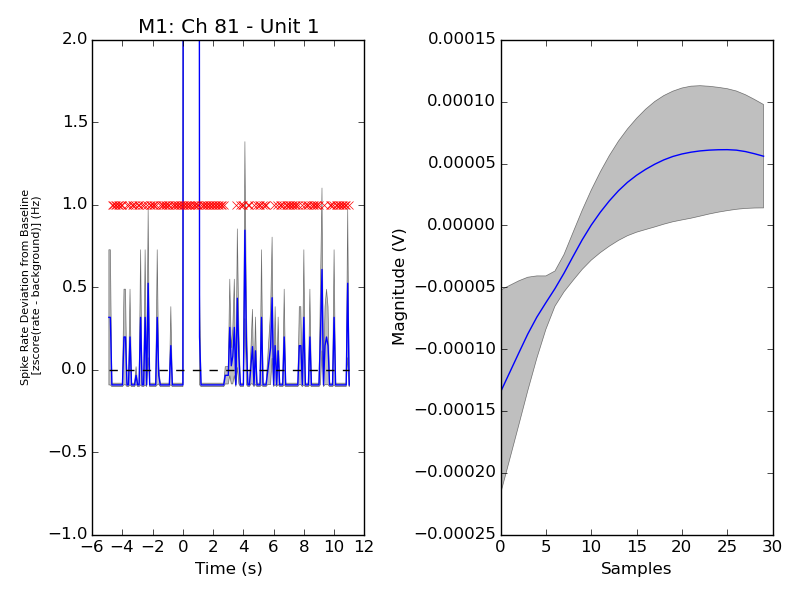 M1: Ch 81 - Unit 1
2.0
1.5
1.0
0.5
0.0
−0.5
−1.0
−6 −4 −2 0 2 4 6 8 10 12
Time (s)
Spike Rate Deviation from Baseline
[zscore(rate - background)] (Hz)
0.00015
0.00010
0.00005
0.00000
−0.00005
−0.00010
−0.00015
−0.00020
−0.00025
0 5 10 15 20 25 30
Samples
Magnitude (V)